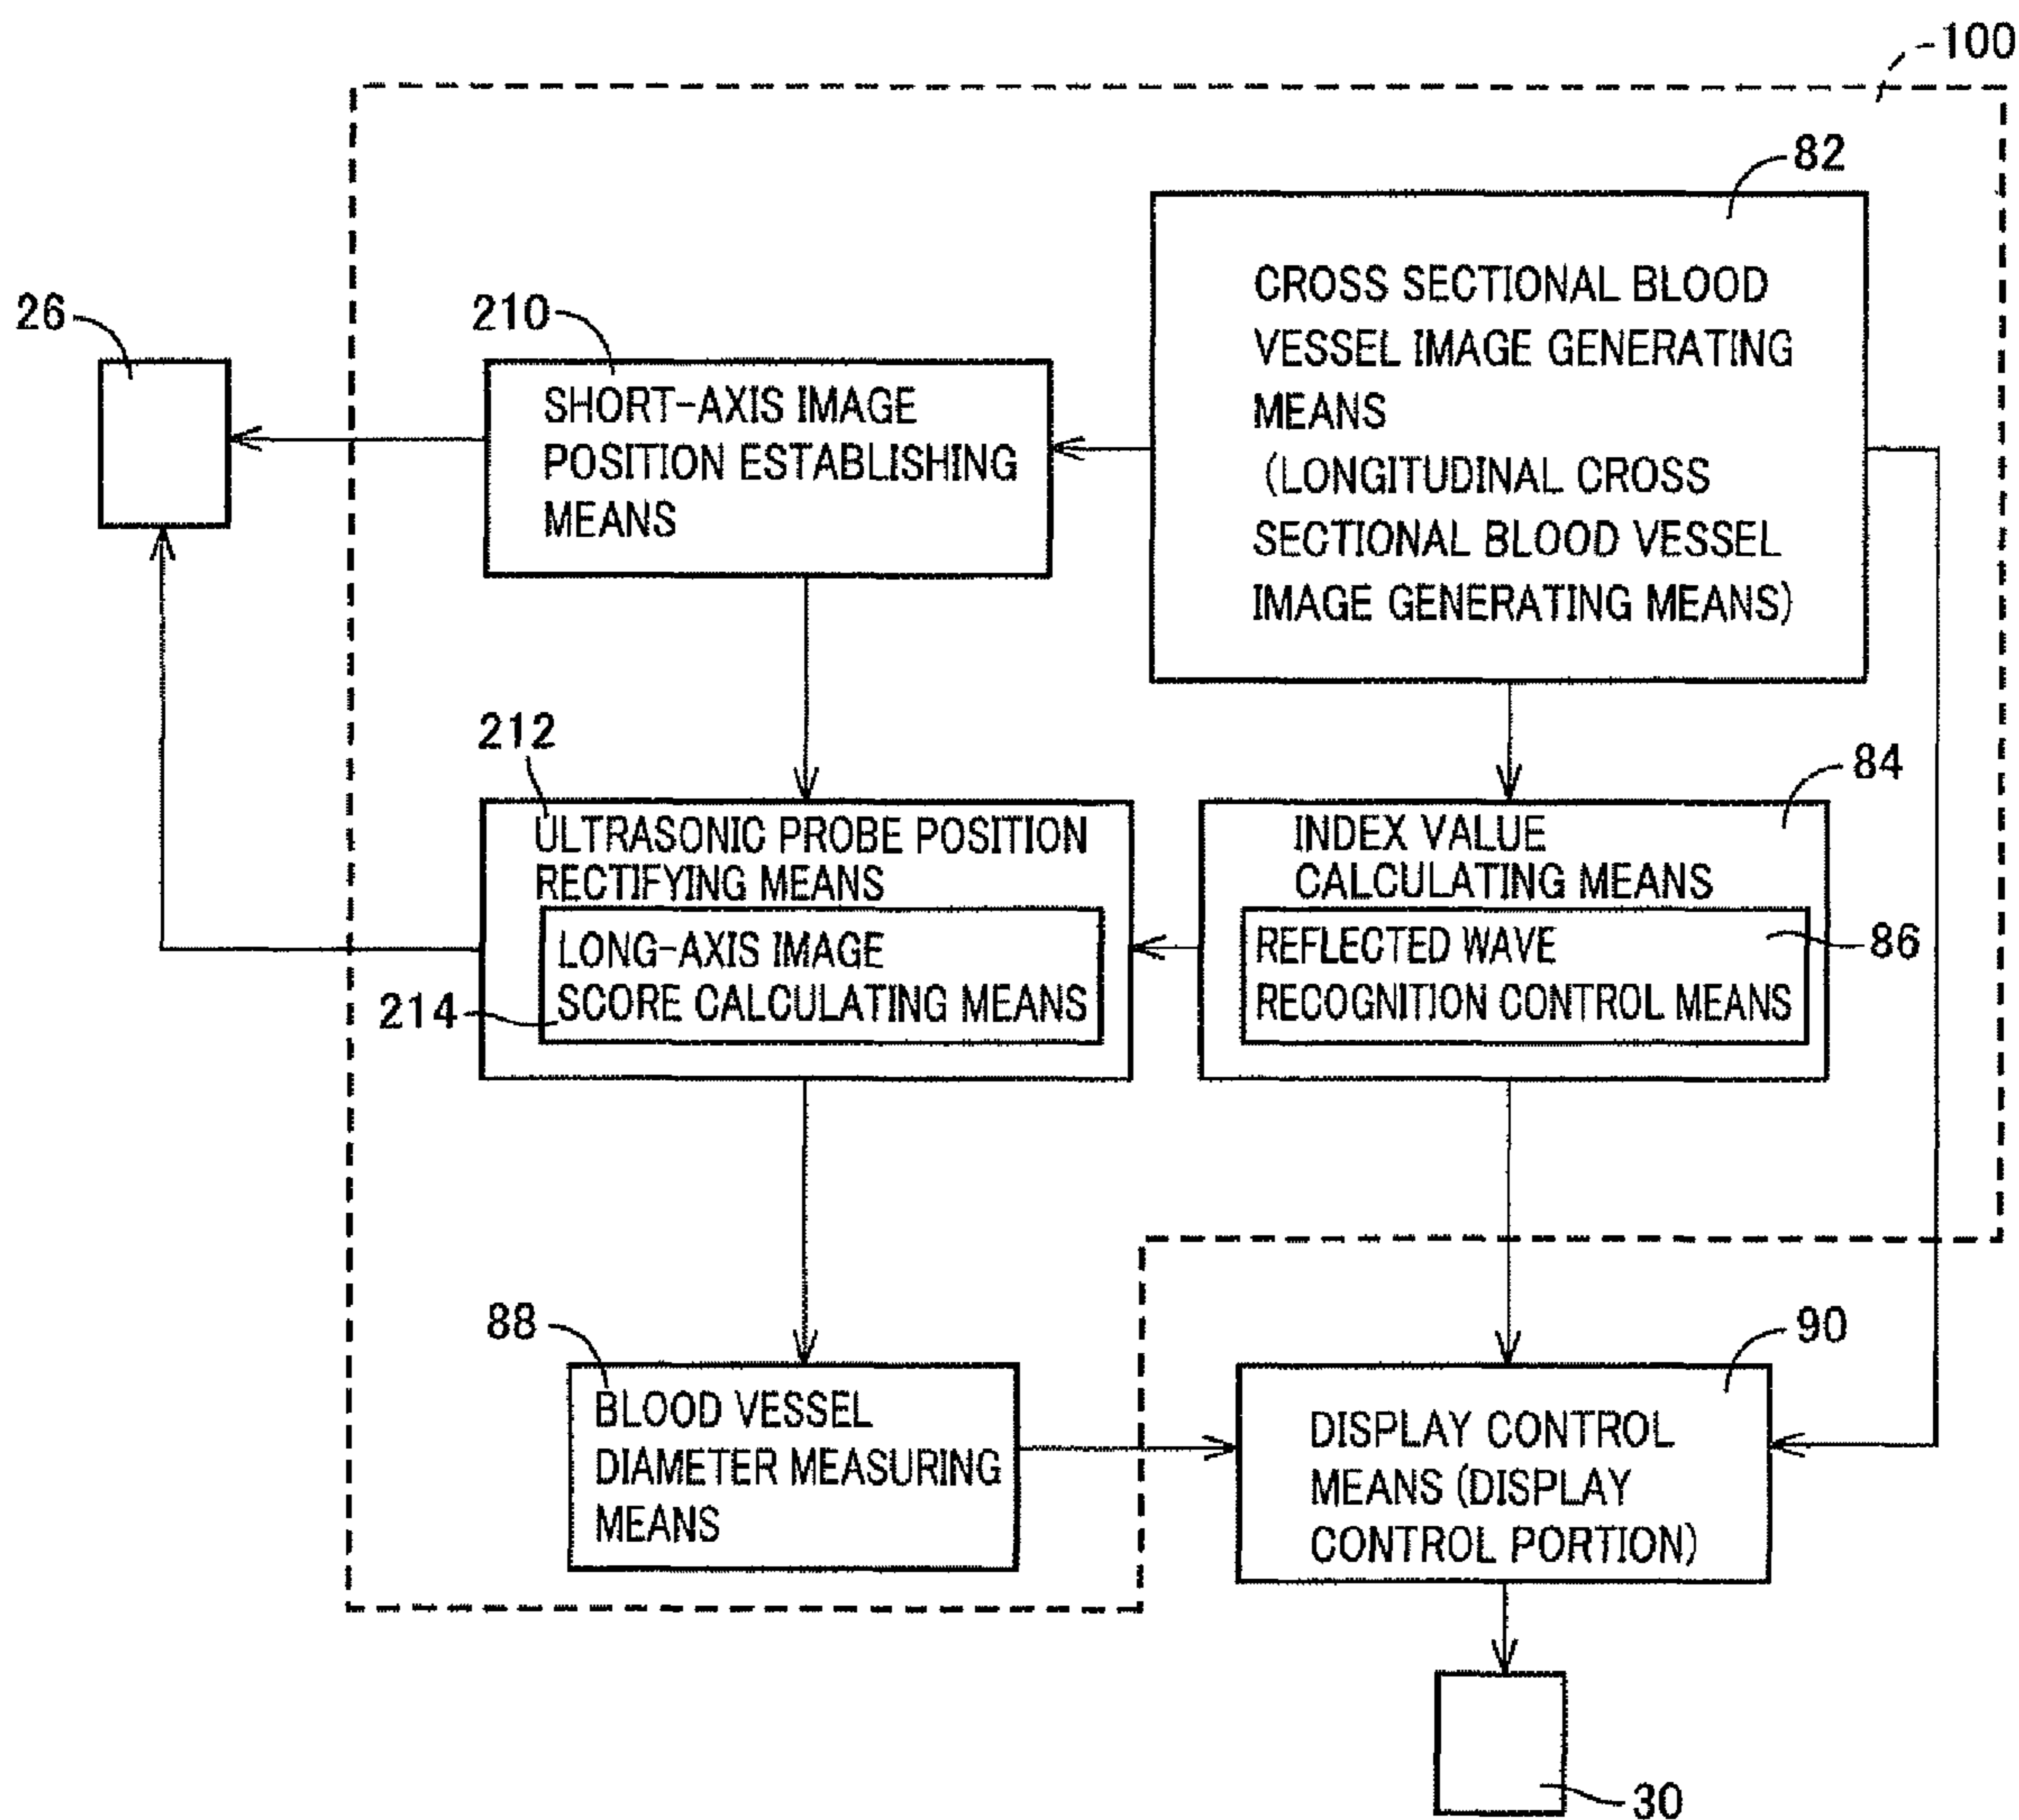 100
82
CROSS SECTIONAL BLOOD
VESSEL IMAGE GENERATING
MEANS
(LONGITUDINAL CROSS
SECTIONAL BLOOD VESSEL
IMAGE GENERATING MEANS)
26
210
SHORT-AXIS IMAGE
POSITION ESTABLISHING
MEANS
212
ULTRASONIC PROBE POSITION
RECTIFYING MEANS
LONG-AXIS IMAGE
SCORE CALCULATING MEANS
214
84
INDEX VALUE
CALCULATING MEANS
REFLECTED WAVE
RECOGNITION CONTROL MEANS
86
88
BLOOD VESSEL
DIAMETER MEASURING
MEANS
90
DISPLAY CONTROL
MEANS (DISPLAY
CONTROL PORTION)
30